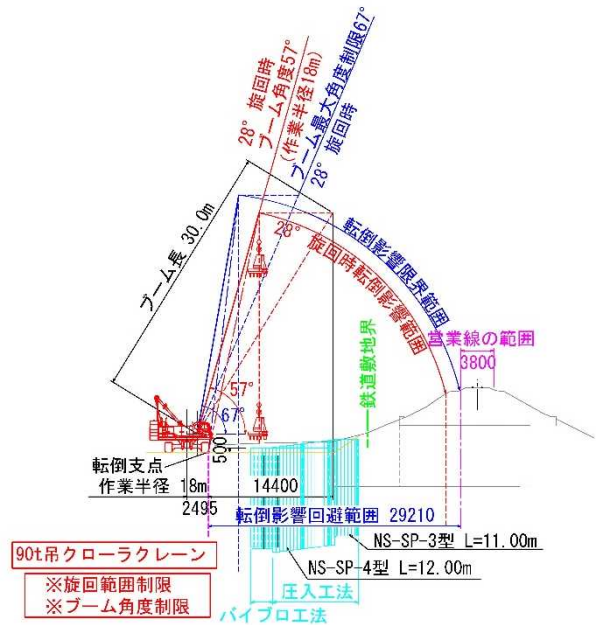 28° 旋回時
ブーム角度57°
(作業半径18m)
ブーム最大角度制限67°
28° 旋回時
ブーム長 30.0m
転倒影響限界範囲
28° 旋回時転倒影響範囲
営業線の範囲
3800
鉄道敷地界
57°
67°
500
転倒支点
作業半径 18m
14400
2495
転倒影響回避範囲 29210
NS-SP-3型 L=11.00m
NS-SP-4型 L=12.00m
90t吊クローラクレーン
※旋回範囲制限
※ブーム角度制限
圧入工法
バイブロ工法